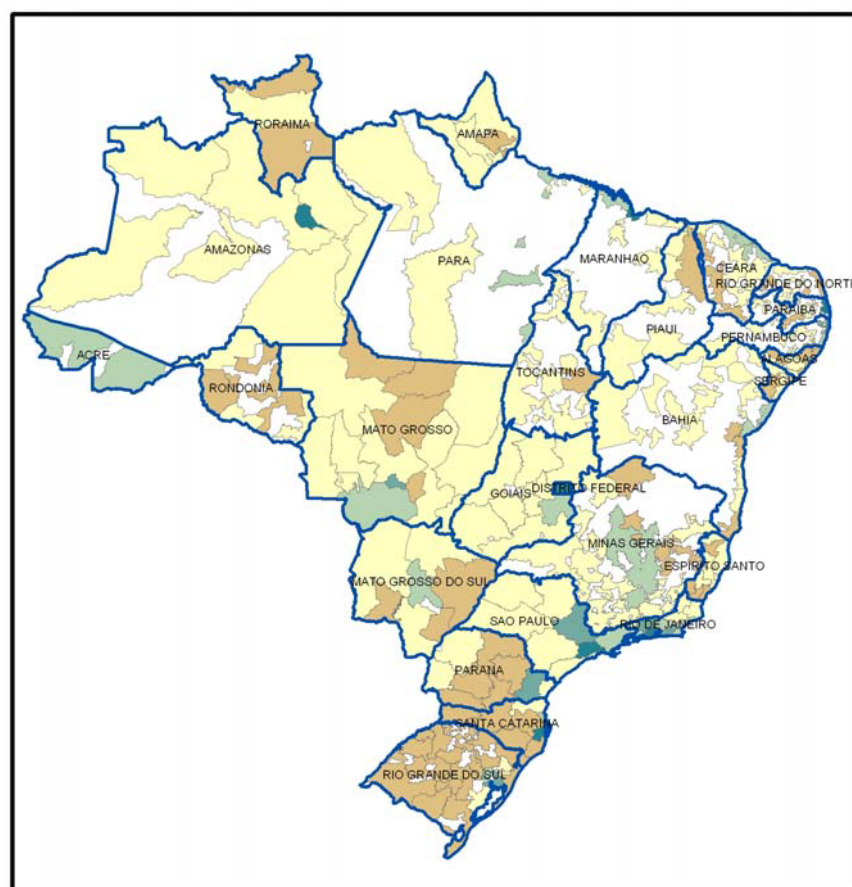 RORAIMA
AMAPA
AMAZONAS
PARA
MARANHAO
CEARA
RIO GRANDE DO NORTE
PARAIBA
PIAUI
PERNAMBUCO
ACRE
ALAGOAS
TOCANTINS
SERGIPE
RONDONIA
BAHIA
MATO GROSSO
GOIAIS
DISTRITO FEDERAL
MINAS GERAIS
ESPIRITO SANTO
MATO GROSSO DO SUL
SAO PAULO
RIO DE JANEIRO
PARANA
SANTA CATARINA
RIO GRANDE DO SUL